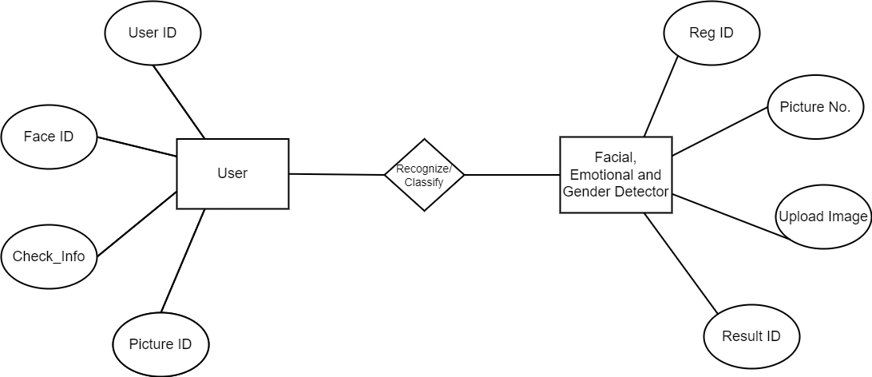 User ID
Reg ID
Picture No.
Face ID
User
Recognize/
Classify
Facial,
Emotional and
Gender Detector
Upload Image
Check_Info
Picture ID
Result ID